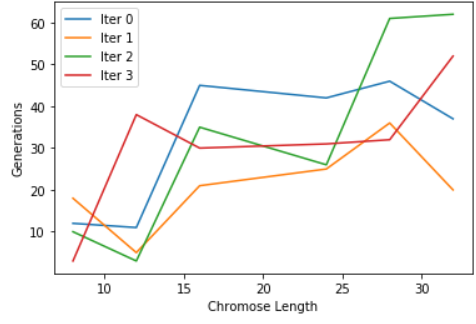 Iter 0
Iter 1
Iter 2
Iter 3
Generations
60
50
40
30
20
10
10 15 20 25 30
Chromose Length